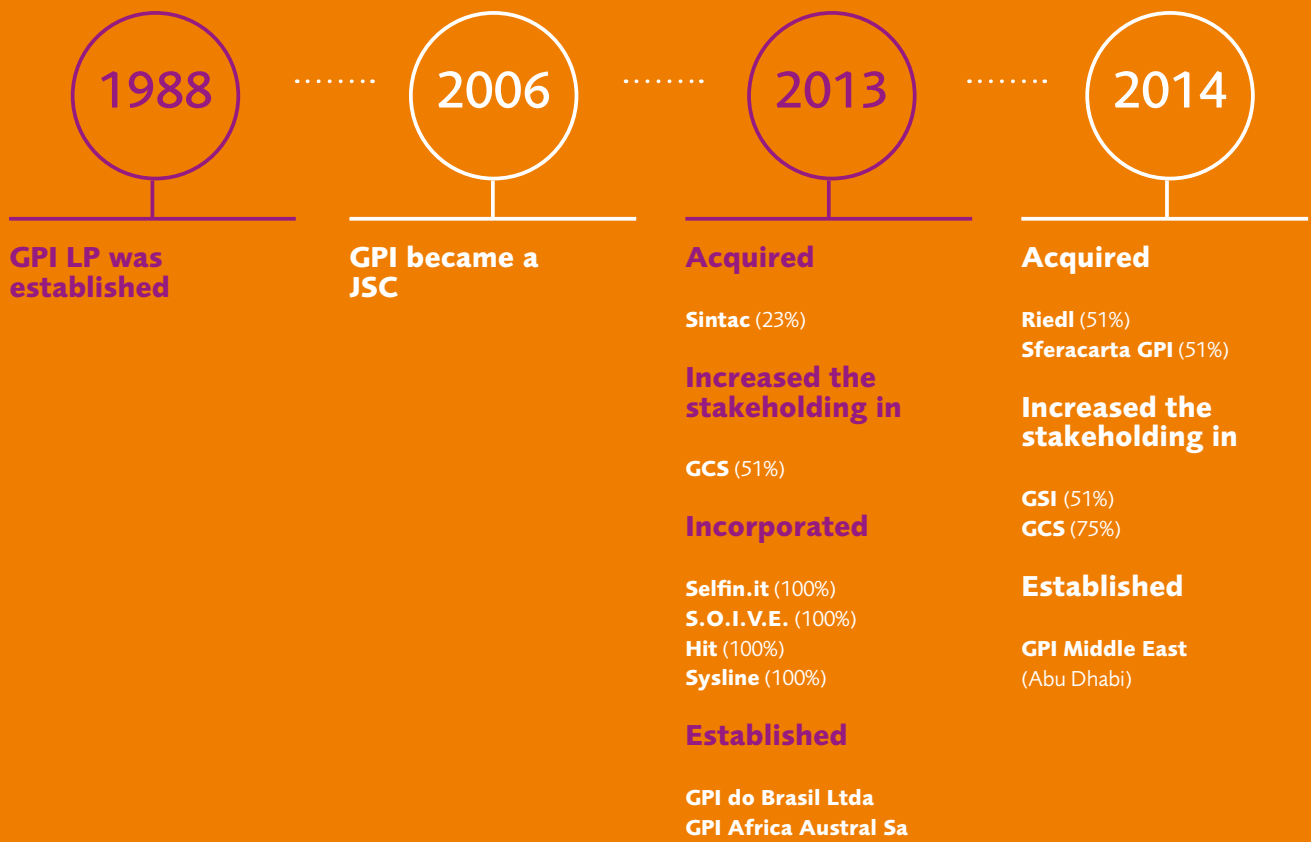 1988
GPI LP was
established
2006
GPI became a
JSC
2013
Acquired
Sintac (23%)
Increased the
stakeholding in
GCS (51%)
Incorporated
Selfin.it (100%)
S.O.I.V.E. (100%)
Hit (100%)
Sysline (100%)
Established
GPI do Brasil Ltda
GPI Africa Austral Sa
2014
Acquired
Riedl (51%)
Sferacarta GPI (51%)
Increased the
stakeholding in
GSI (51%)
GCS (75%)
Established
GPI Middle East
(Abu Dhabi)